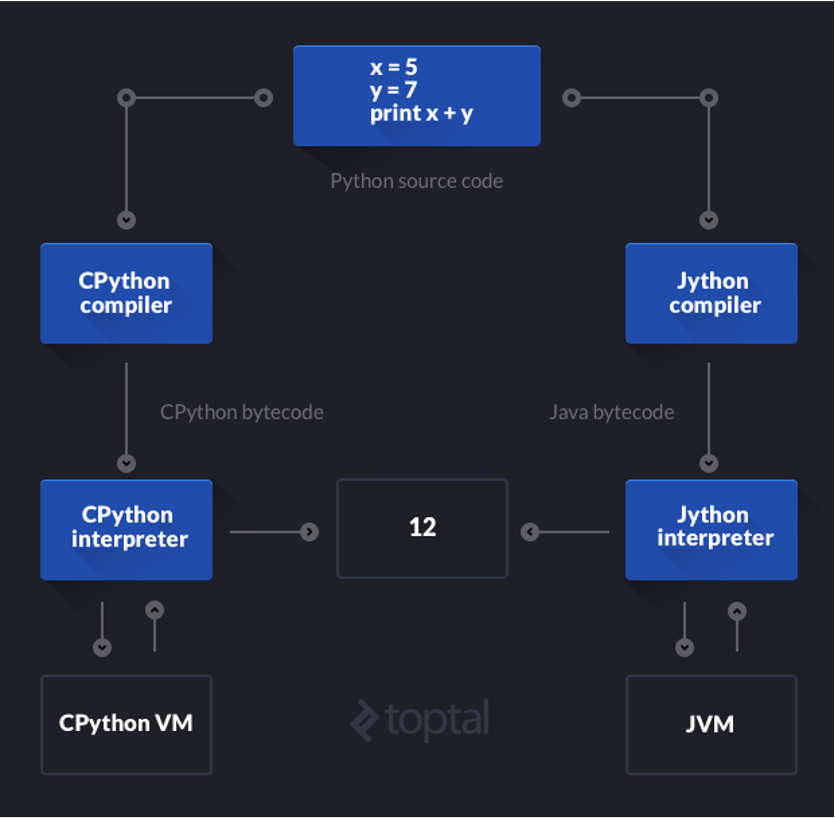 x = 5
y = 7
print x + y
Python source code
CPython
compiler
Jython
compiler
CPython bytecode
Java bytecode
CPython
interpreter
12
Jython
interpreter
CPython VM
toptal
JVM